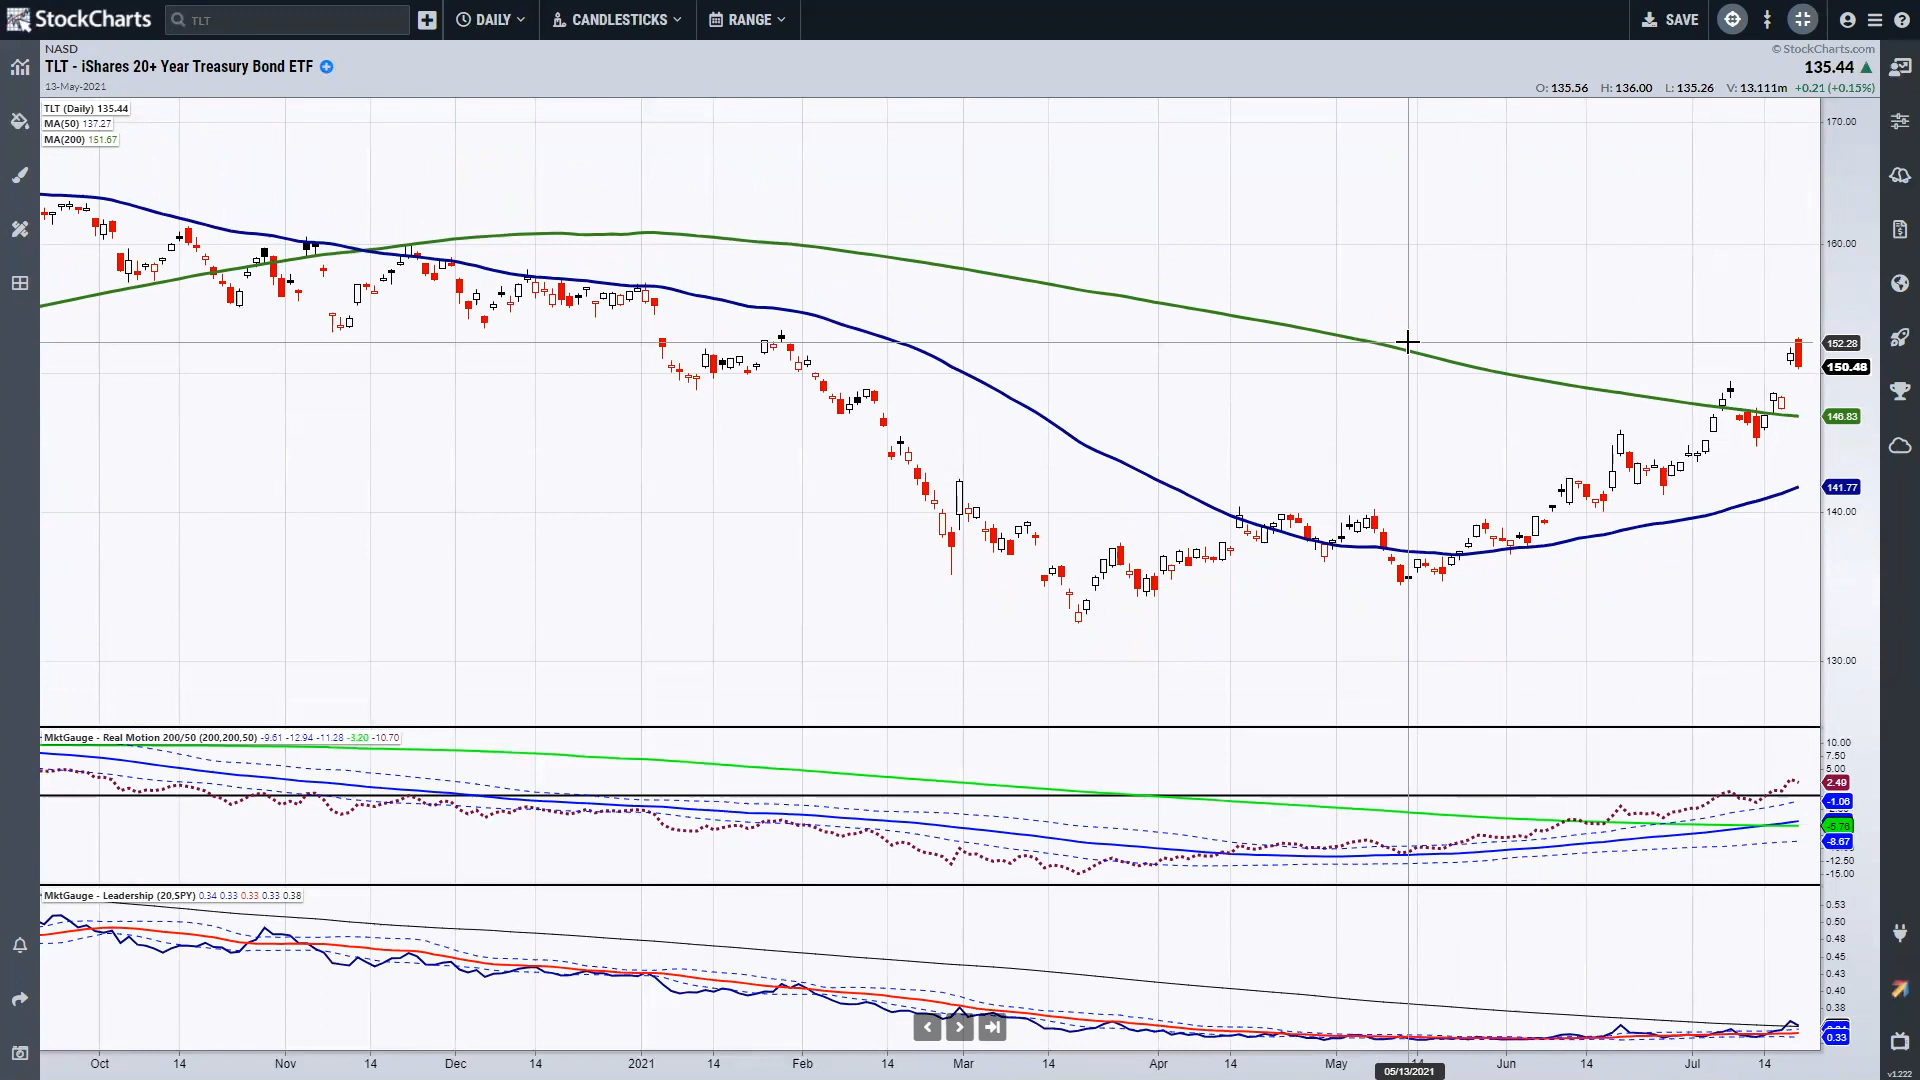 StockCharts
TLT
DAILY
CANDLESTICKS
RANGE
SAVE
NASD
© StockCharts.com
TLT - iShares 20+ Year Treasury Bond ETF
135.44
13-May-2021
O: 135.56 H: 136.00 L: 135.26 V: 13.111m +0.21 (+0.15%)
TLT (Daily) 135.44
MA(50) 137.27
MA(200) 151.67
170.00
160.00
152.28
150.48
146.83
141.77
140.00
130.00
MktGauge - Real Motion 200/50 (200,200,50) -9.61 -12.94 -11.28 -3.20 -10.70
10.00
7.50
5.00
2.49
-1.06
-5.76
-8.67
-12.50
-15.00
MktGauge - Leadership (20,SPY) 0.34 0.33 0.33 0.33 0.38
0.53
0.50
0.48
0.45
0.43
0.40
0.38
0.33
Oct 14 Nov 14 Dec 14 2021 14 Feb 14 Mar 14 Apr 14 May 14 Jun 14 Jul 14
05/13/2021
v1.222